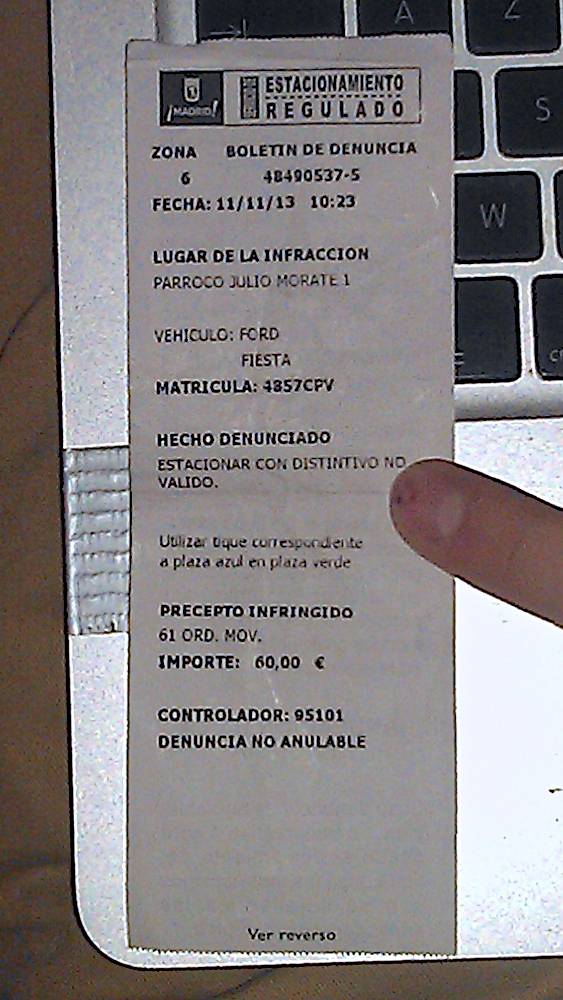 ¡MADRID!
ESTACIONAMIENTO
REGULADO
ZONA BOLETIN DE DENUNCIA
6 48490537-5
FECHA: 11/11/13 10:23
LUGAR DE LA INFRACCION
PARROCO JULIO MORATE 1
VEHICULO: FORD
FIESTA
MATRICULA: 4857CPV
HECHO DENUNCIADO
ESTACIONAR CON DISTINTIVO NO
VALIDO.
Utilizar tique correspondiente
a plaza azul en plaza verde
PRECEPTO INFRINGIDO
61 ORD. MOV.
IMPORTE: 60,00 €
CONTROLADOR: 95101
DENUNCIA NO ANULABLE
Ver reverso
A
Z
S
W